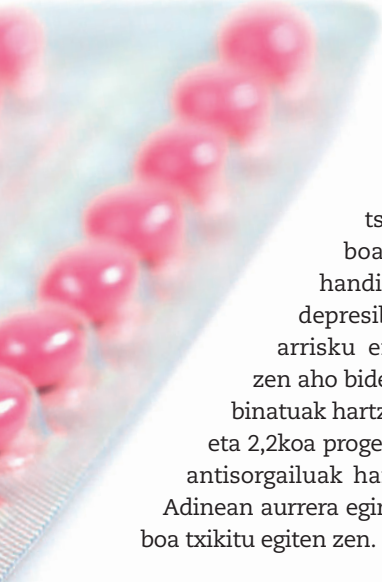 ts
boa
handi
depresib
arrisku e
zen aho bide
binatuak hartz
eta 2,2koa proge
antisorgailuak ha
Adinean aurrera egin
boa txikitu egiten zen.